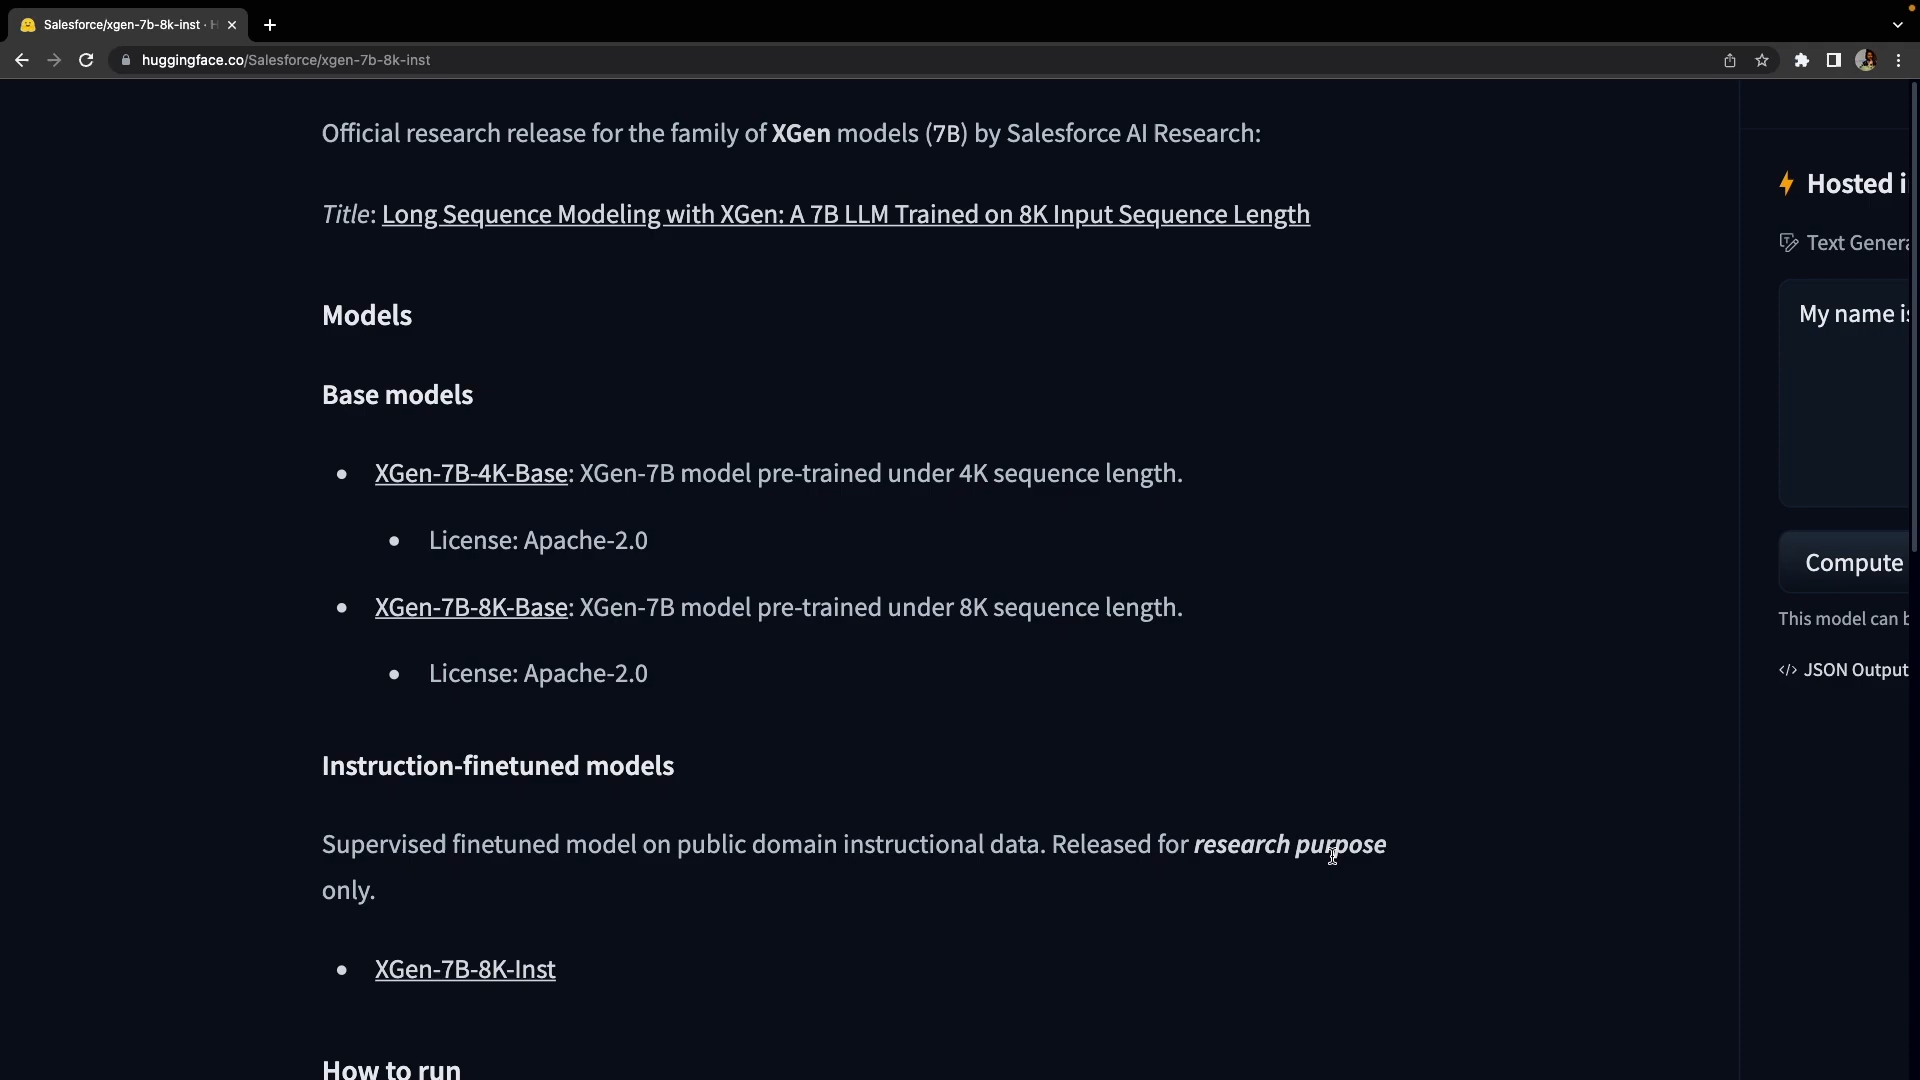 Salesforce/xgen-7b-8k-inst · H
huggingface.co/Salesforce/xgen-7b-8k-inst
Official research release for the family of XGen models (7B) by Salesforce AI Research:
Title: Long Sequence Modeling with XGen: A 7B LLM Trained on 8K Input Sequence Length
Models
Base models
• XGen-7B-4K-Base: XGen-7B model pre-trained under 4K sequence length.
• License: Apache-2.0
• XGen-7B-8K-Base: XGen-7B model pre-trained under 8K sequence length.
• License: Apache-2.0
Instruction-finetuned models
Supervised finetuned model on public domain instructional data. Released for research purpose
only.
• XGen-7B-8K-Inst
How to run
Hosted i
Text Genera
My name is
Compute
This model can b
</> JSON Output